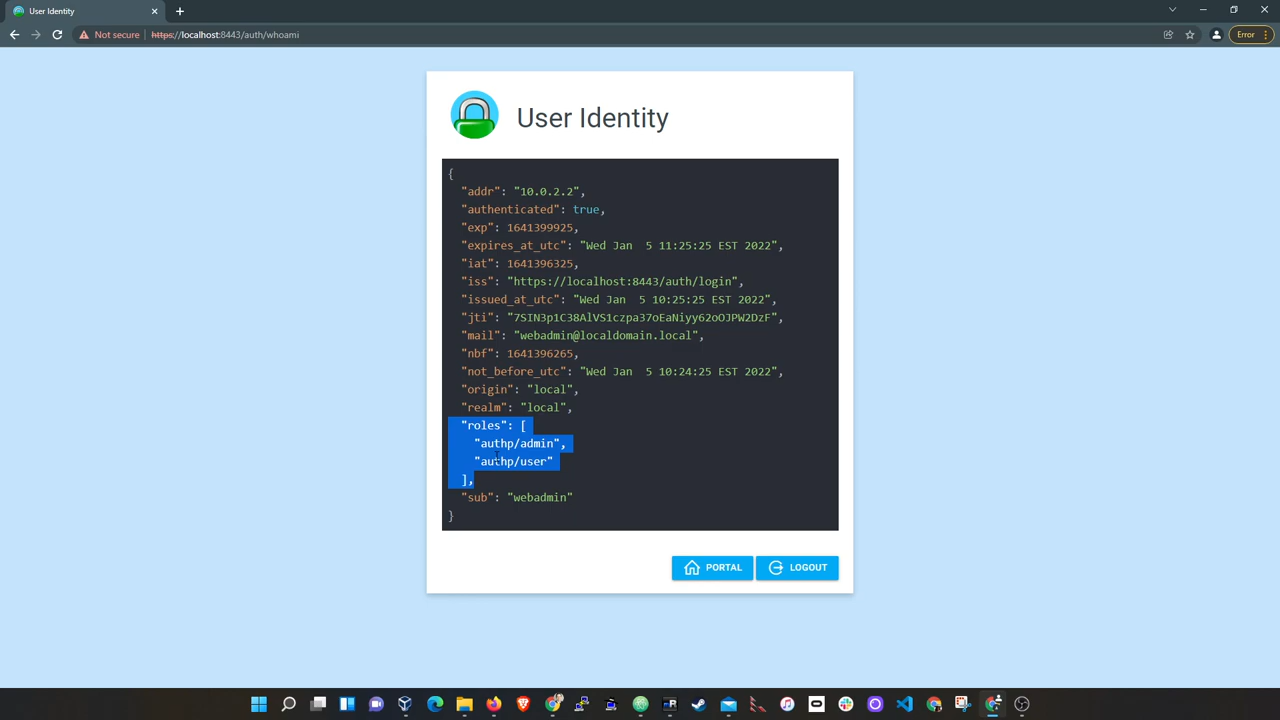 User Identity
Not secure
https://localhost:8443/auth/whoami
Error
User Identity
{
"addr": "10.0.2.2",
"authenticated": true,
"exp": 1641399925,
"expires_at_utc": "Wed Jan  5 11:25:25 EST 2022",
"iat": 1641396325,
"iss": "https://localhost:8443/auth/login",
"issued_at_utc": "Wed Jan  5 10:25:25 EST 2022",
"jti": "7SIN3p1C38AlVS1czpa37oEaNiyy62oOJPW2DzF",
"mail": "webadmin@localdomain.local",
"nbf": 1641396265,
"not_before_utc": "Wed Jan  5 10:24:25 EST 2022",
"origin": "local",
"realm": "local",
"roles": [
"authp/admin",
"authp/user"
],
"sub": "webadmin"
}
PORTAL
LOGOUT